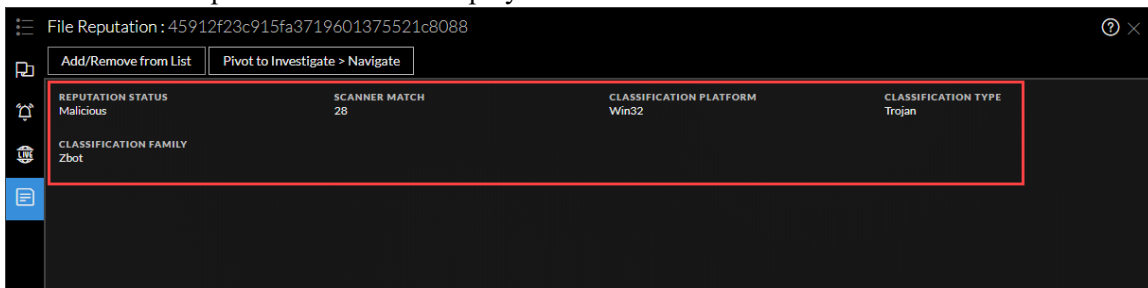 File Reputation : 45912f23c915fa3719601375521c8088
Add/Remove from List Pivot to Investigate > Navigate
REPUTATION STATUS SCANNER MATCH CLASSIFICATION PLATFORM CLASSIFICATION TYPE
Malicious 28 Win32 Trojan
CLASSIFICATION FAMILY
Zbot
LIVE